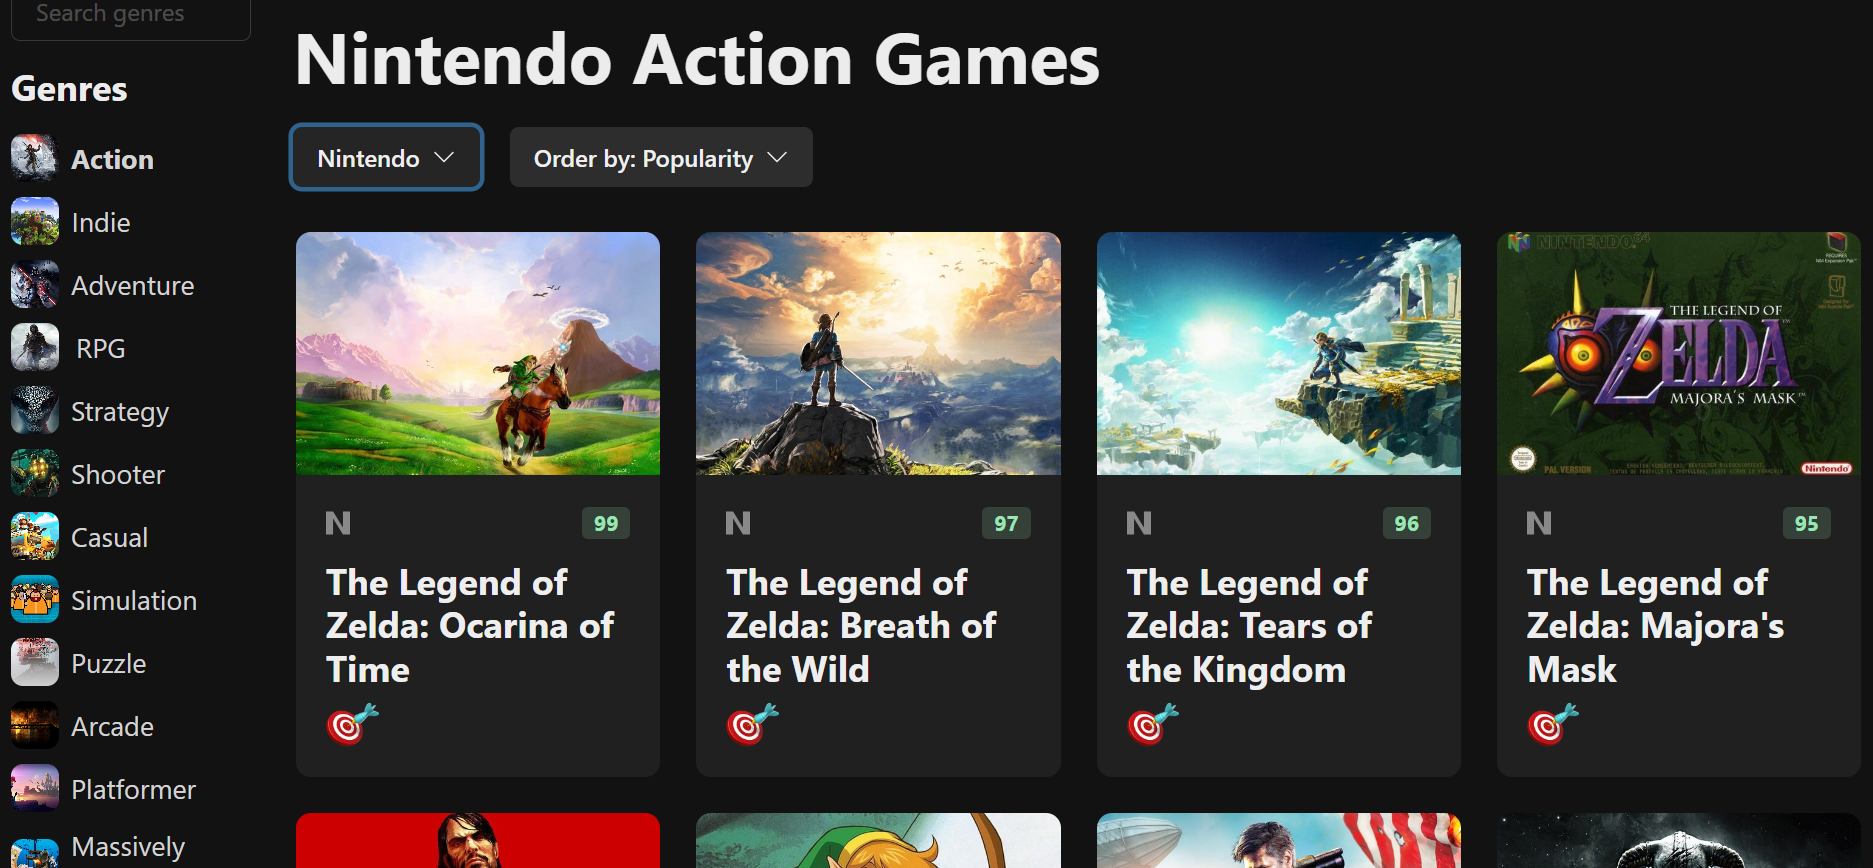 Search genres
Genres
Action
Indie
Adventure
RPG
Strategy
Shooter
Casual
Simulation
Puzzle
Arcade
Platformer
Massively
Nintendo Action Games
Nintendo
Order by: Popularity
99
The Legend of
Zelda: Ocarina of
Time
97
The Legend of
Zelda: Breath of
the Wild
96
The Legend of
Zelda: Tears of
the Kingdom
NINTENDO64
THE LEGEND OF
ZELDA
MAJORA'S MASK
PAL VERSION
Nintendo
95
The Legend of
Zelda: Majora's
Mask